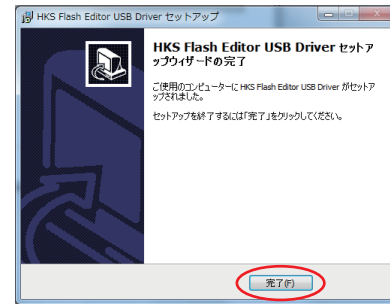 HKS Flash Editor USB Driver セットアップ
HKS Flash Editor USB Driver セットア
ップウィザードの完了
ご使用のコンピューターに HKS Flash Editor USB Driver がセットア
ップされました。
セットアップを終了するには「完了」をクリックしてください。
完了(F)